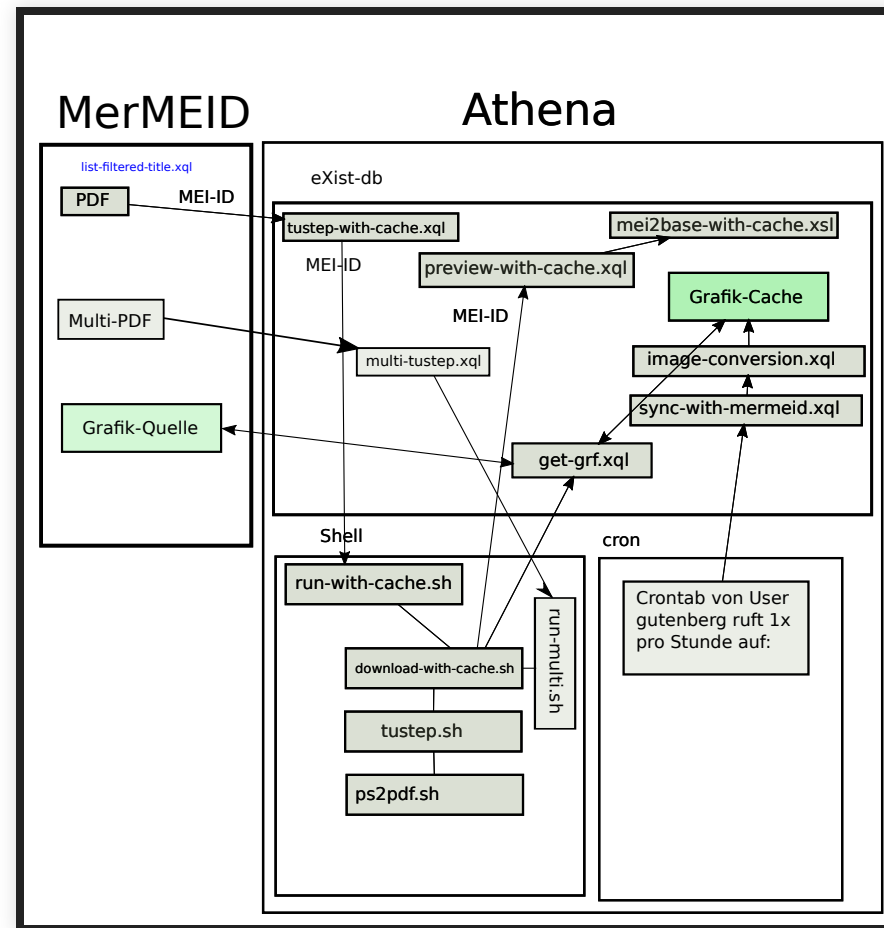 MerMEID
Athena
list-filtered-title.xql
PDF
MEI-ID
Multi-PDF
Grafik-Quelle
eXist-db
tustep-with-cache.xql
mei2base-with-cache.xsl
MEI-ID
preview-with-cache.xql
Grafik-Cache
MEI-ID
multi-tustep.xql
image-conversion.xql
sync-with-mermeid.xql
get-grf.xql
Shell
cron
run-with-cache.sh
run-multi.sh
download-with-cache.sh
tustep.sh
ps2pdf.sh
Crontab von User
gutenberg ruft 1x
pro Stunde auf: